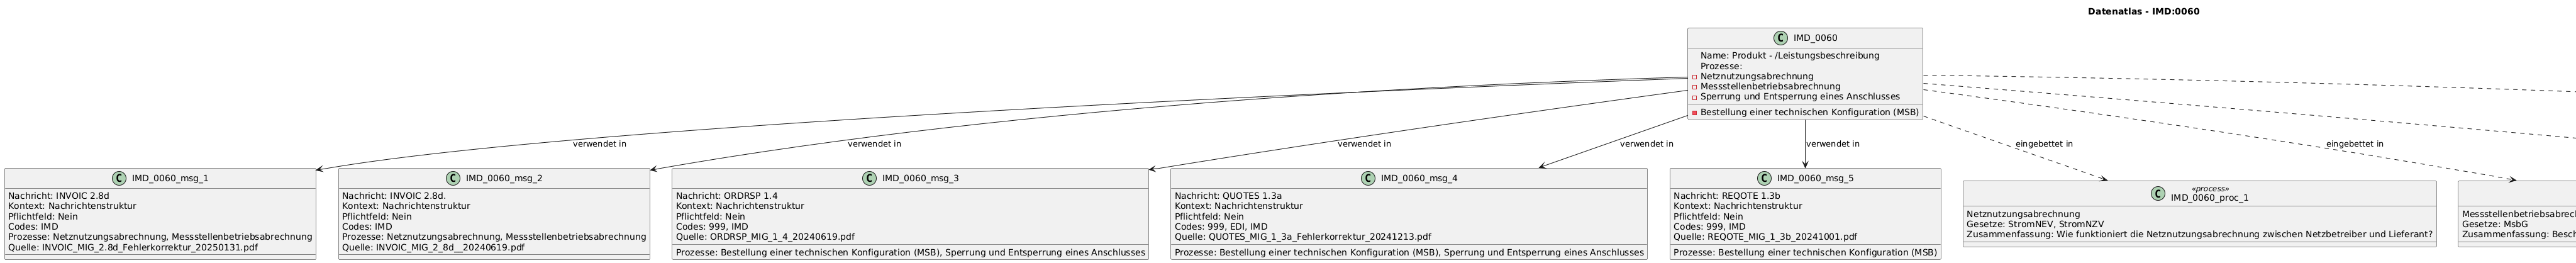 Datenatlas - IMD:0060
C IMD_0060
Name: Produkt - /Leistungsbeschreibung
Prozesse:
Netznutzungsabrechnung
Messstellenbetriebsabrechnung
Sperrung und Entsperrung eines Anschlusses
Bestellung einer technischen Konfiguration (MSB)
verwendet in
verwendet in
verwendet in
verwendet in
verwendet in
eingebettet in
eingebettet in
C IMD_0060_msg_1
Nachricht: INVOIC 2.8d
Kontext: Nachrichtenstruktur
Pflichtfeld: Nein
Codes: IMD
Prozesse: Netznutzungsabrechnung, Messstellenbetriebsabrechnung
Quelle: INVOIC_MIG_2.8d_Fehlerkorrektur_20250131.pdf
C IMD_0060_msg_2
Nachricht: INVOIC 2.8d.
Kontext: Nachrichtenstruktur
Pflichtfeld: Nein
Codes: IMD
Prozesse: Netznutzungsabrechnung, Messstellenbetriebsabrechnung
Quelle: INVOIC_MIG_2_8d__20240619.pdf
C IMD_0060_msg_3
Nachricht: ORDRSP 1.4
Kontext: Nachrichtenstruktur
Pflichtfeld: Nein
Codes: 999, IMD
Quelle: ORDRSP_MIG_1_4_20240619.pdf
Prozesse: Bestellung einer technischen Konfiguration (MSB), Sperrung und Entsperrung eines Anschlusses
C IMD_0060_msg_4
Nachricht: QUOTES 1.3a
Kontext: Nachrichtenstruktur
Pflichtfeld: Nein
Codes: 999, EDI, IMD
Quelle: QUOTES_MIG_1_3a_Fehlerkorrektur_20241213.pdf
Prozesse: Bestellung einer technischen Konfiguration (MSB), Sperrung und Entsperrung eines Anschlusses
C IMD_0060_msg_5
Nachricht: REQOTE 1.3b
Kontext: Nachrichtenstruktur
Pflichtfeld: Nein
Codes: 999, IMD
Quelle: REQOTE_MIG_1_3b_20241001.pdf
Prozesse: Bestellung einer technischen Konfiguration (MSB)
«process»
C IMD_0060_proc_1
Netznutzungsabrechnung
Gesetze: StromNEV, StromNZV
Zusammenfassung: Wie funktioniert die Netznutzungsabrechnung zwischen Netzbetreiber und Lieferant?
Messstellenbetriebsabrec
Gesetze: MsbG
Zusammenfassung: Besch